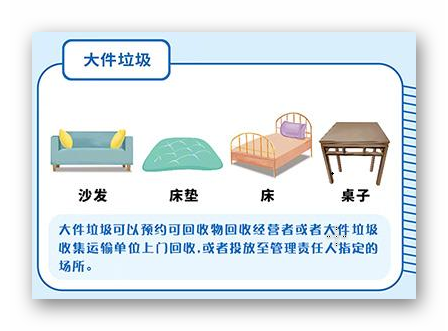 大件垃圾
沙发 床垫 床 桌子
大件垃圾可以预约可回收物回收经营者或者大件垃圾
收集运输单位上门回收,或者投放至管理责任人指定的
场所。